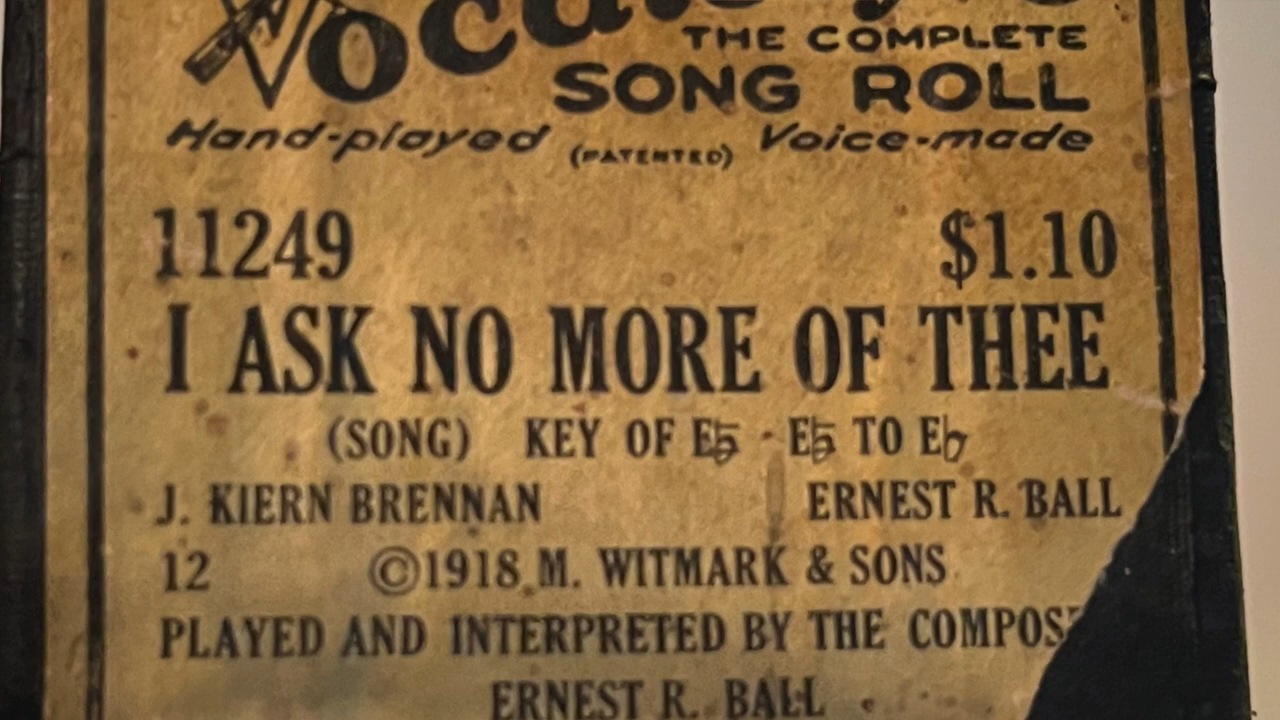 THE COMPLETE
SONG ROLL
Hand-played (PATENTED) Voice-made
11249 $1.10
I ASK NO MORE OF THEE
(SONG) KEY OF E♭ - E♭ TO E♭
J. KIERN BRENNAN ERNEST R. BALL
12 ©1918 M. WITMARK & SONS
PLAYED AND INTERPRETED BY THE
ERNEST R. BALL